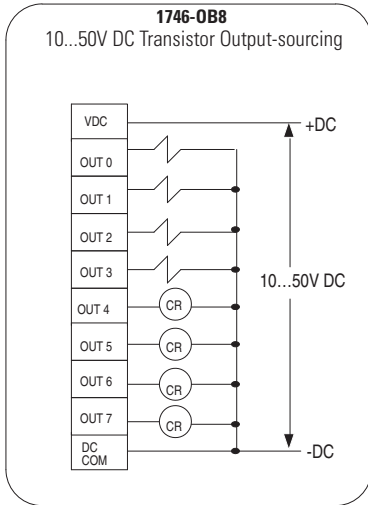 1746-OB8
10...50V DC Transistor Output-sourcing
VDC
+DC
OUT 0
OUT 1
OUT 2
OUT 3
10...50V DC
OUT 4
CR
OUT 5
CR
OUT 6
CR
OUT 7
CR
DC
COM
-DC